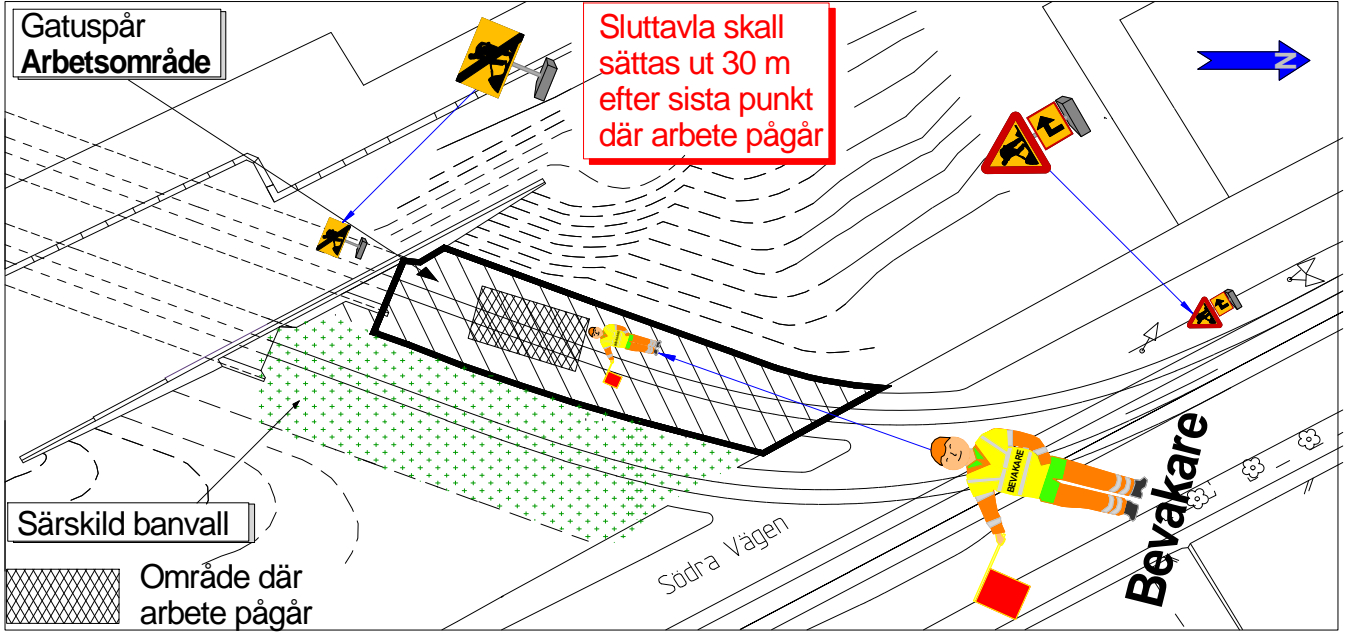 Gatuspår
Arbetsområde
Sluttavla skall
sättas ut 30 m
efter sista punkt
där arbete pågår
N
BEVAKARE
BEVAKARE
Bevakare
Södra Vägen
Särskild banvall
Område där
arbete pågår